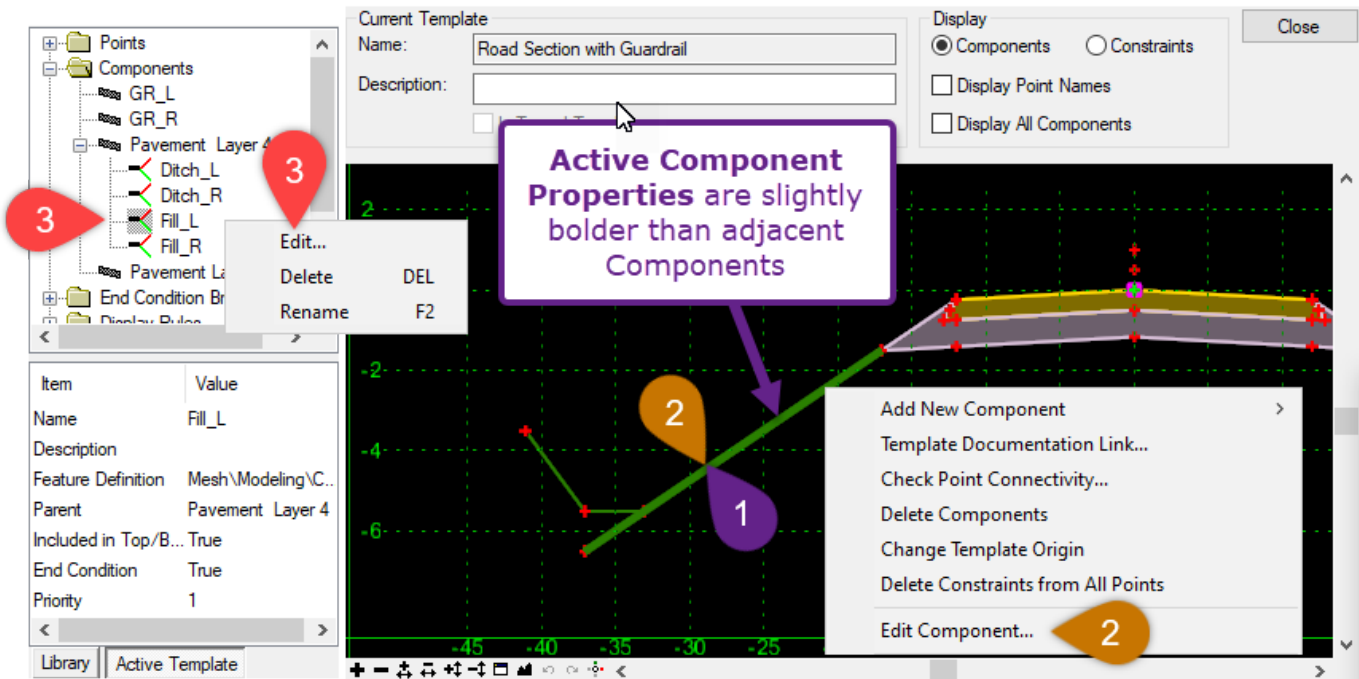 Points
Components
GR_L
GR_R
Pavement Layer 4
Ditch_L
Ditch_R
Fill_L
Fill_R
Pavement La
End Condition Br
3
3
Edit...
Delete DEL
Rename F2
Item Value
Name Fill_L
Description
Feature Definition Mesh\Modeling\C..
Parent Pavement Layer 4
Included in Top/B... True
End Condition True
Priority 1
Library Active Template
Current Template
Name: Road Section with Guardrail
Description:
Display
Components Constraints
Display Point Names
Display All Components
Close
Active Component
Properties are slightly
bolder than adjacent
Components
2
-2
-4
-6
-45 -40 -35 -30 -25
2
1
Add New Component
Template Documentation Link...
Check Point Connectivity...
Delete Components
Change Template Origin
Delete Constraints from All Points
Edit Component...
2